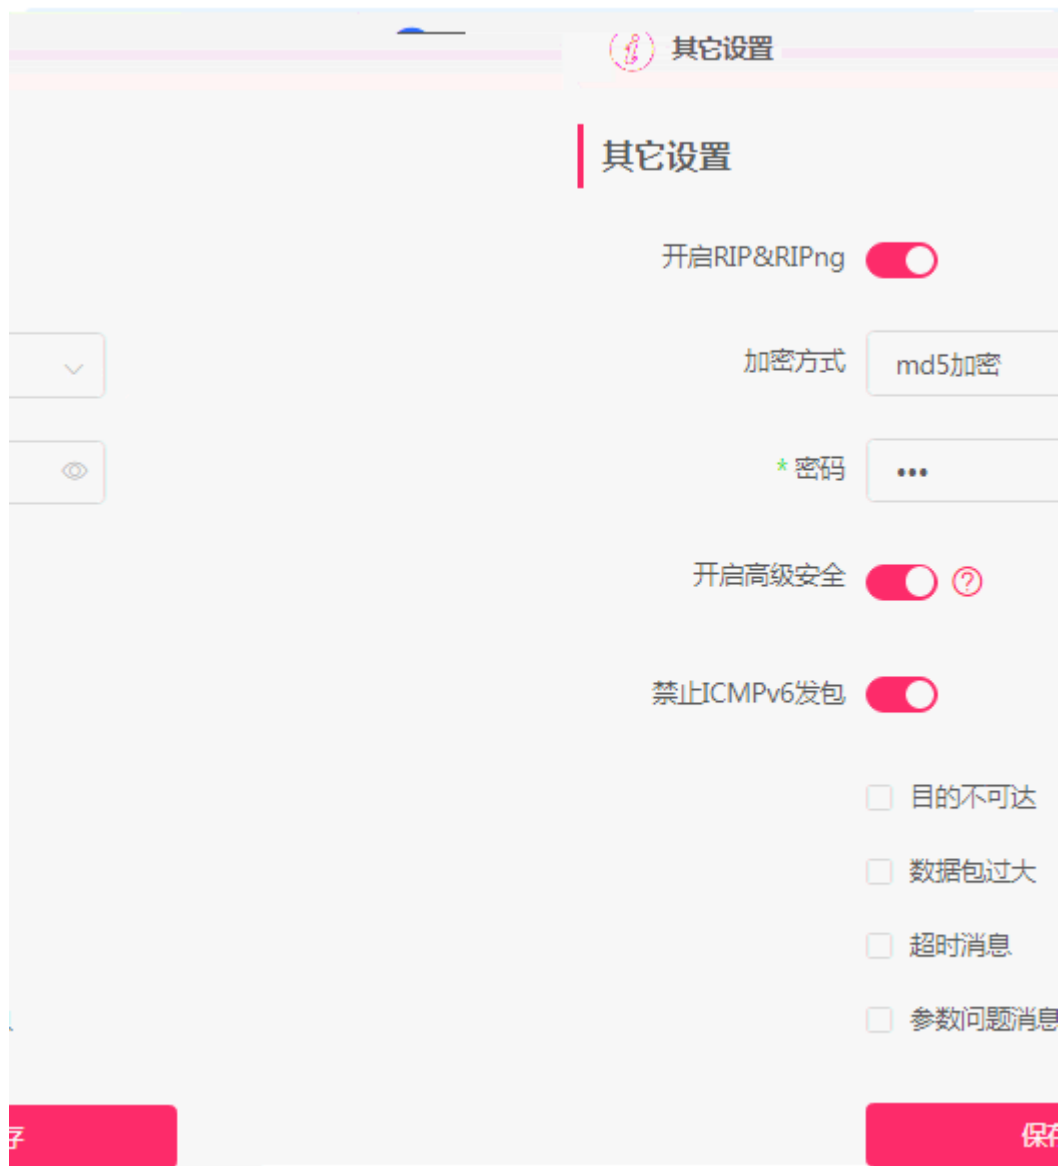 其它设置
其它设置
开启RIP&RIPng
加密方式 md5加密
* 密码 •••
开启高级安全
禁止ICMPv6发包
目的不可达
数据包过大
超时消息
参数问题消息
存 保存